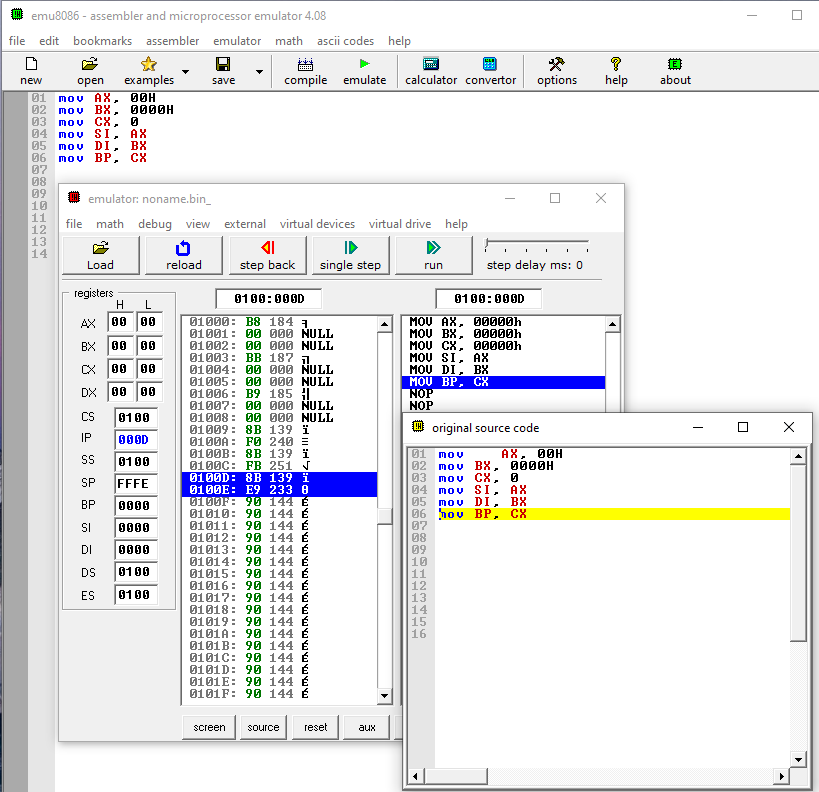 emu8086 - assembler and microprocessor emulator 4.08
file edit bookmarks assembler emulator math ascii codes help
new open examples save compile emulate calculator convertor options help about
01 mov AX, 00H
02 mov BX, 0000H
03 mov CX, 0
04 mov SI, AX
05 mov DI, BX
06 mov BP, CX
07
08
09
10
11
12
13
14
emulator: noname.bin_
file math debug view external virtual devices virtual drive help
Load reload step back single step run step delay ms: 0
registers
H L
AX 00 00
BX 00 00
CX 00 00
DX 00 00
CS 0100
IP 000D
SS 0100
SP FFFE
BP 0000
SI 0000
DI 0000
DS 0100
ES 0100
0100:000D
01000: B8 184 ╕
01001: 00 000 NULL
01002: 00 000 NULL
01003: BB 187 ╗
01004: 00 000 NULL
01005: 00 000 NULL
01006: B9 185 ╣
01007: 00 000 NULL
01008: 00 000 NULL
01009: 8B 139 ï
0100A: F0 240 ≡
0100B: 8B 139 ï
0100C: FB 251 √
0100D: 8B 139 ï
0100E: E9 233 θ
0100F: 90 144 É
01010: 90 144 É
01011: 90 144 É
01012: 90 144 É
01013: 90 144 É
01014: 90 144 É
01015: 90 144 É
01016: 90 144 É
01017: 90 144 É
01018: 90 144 É
01019: 90 144 É
0101A: 90 144 É
0101B: 90 144 É
0101C: 90 144 É
0101D: 90 144 É
0101E: 90 144 É
0101F: 90 144 É
0100:000D
MOV AX, 00000h
MOV BX, 00000h
MOV CX, 00000h
MOV SI, AX
MOV DI, BX
MOV BP, CX
NOP
NOP
screen source reset aux
original source code
01 mov AX, 00H
02 mov BX, 0000H
03 mov CX, 0
04 mov SI, AX
05 mov DI, BX
06 mov BP, CX
07
08
09
10
11
12
13
14
15
16